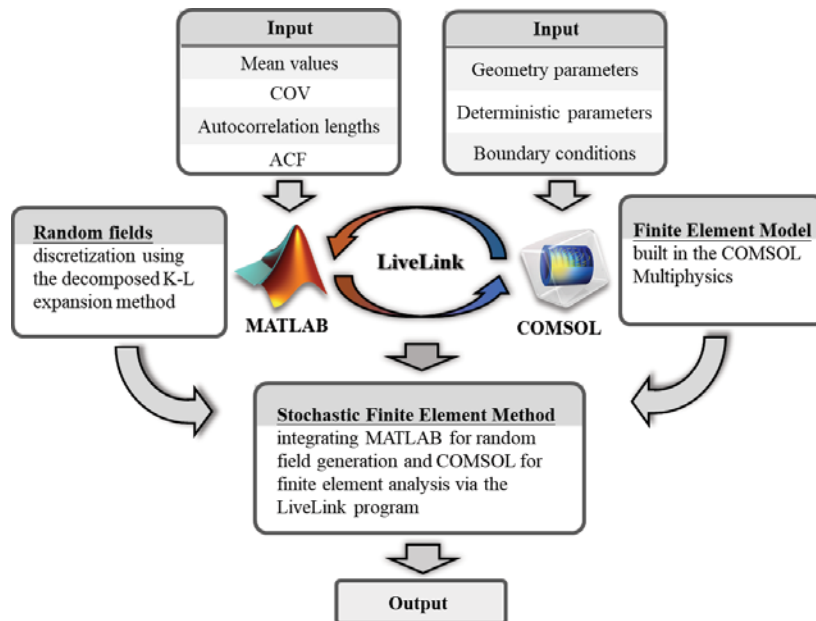 Input
Mean values
COV
Autocorrelation lengths
ACF
Input
Geometry parameters
Deterministic parameters
Boundary conditions
Random fields
discretization using
the decomposed K-L
expansion method
MATLAB
LiveLink
COMSOL
Finite Element Model
built in the COMSOL
Multiphysics
Stochastic Finite Element Method
integrating MATLAB for random
field generation and COMSOL for
finite element analysis via the
LiveLink program
Output